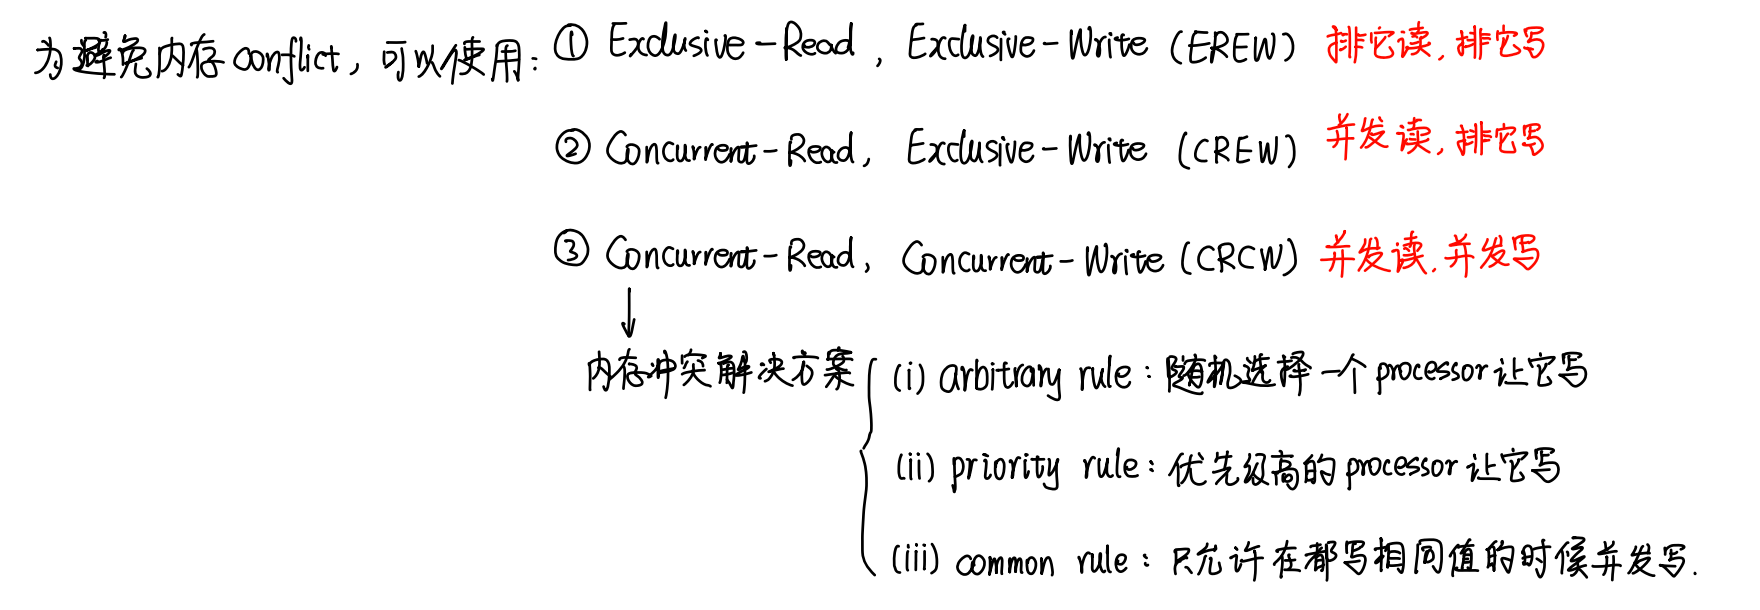 为避免内存conflict，可以使用：① Exclusive-Read, Exclusive-Write (EREW) 排它读，排它写
② Concurrent-Read, Exclusive-Write (CREW) 并发读，排它写
③ Concurrent-Read, Concurrent-Write (CRCW) 并发读，并发写
↓
内存冲突解决方案 { (i) arbitrary rule：随机选择一个processor让它写
(ii) priority rule：优先级高的processor让它写
(iii) common rule：只允许在都写相同值的时候并发写.